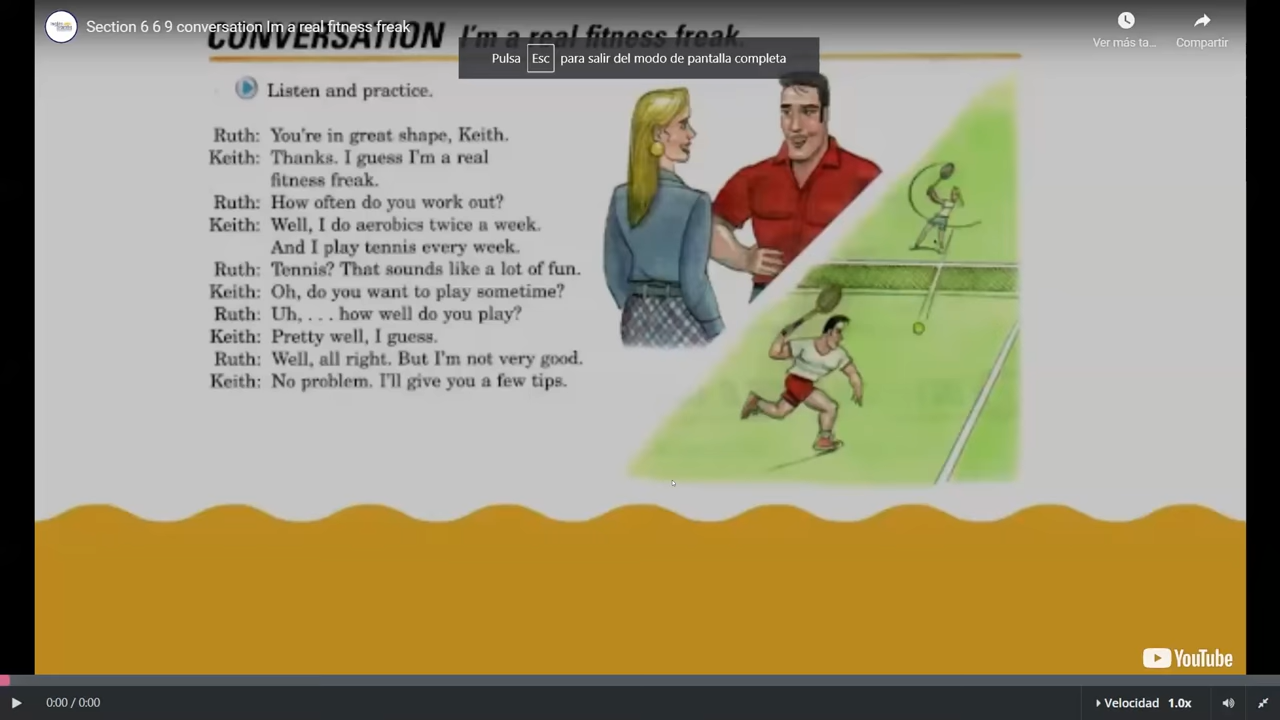 Section 6 6 9 conversation Im a real fitness freak
CONVERSATION I'm a real fitness freak.
Ver más ta...
Compartir
Pulsa Esc para salir del modo de pantalla completa
Listen and practice.
Ruth: You're in great shape, Keith.
Keith: Thanks. I guess I'm a real
fitness freak.
Ruth: How often do you work out?
Keith: Well, I do aerobics twice a week.
And I play tennis every week.
Ruth: Tennis? That sounds like a lot of fun.
Keith: Oh, do you want to play sometime?
Ruth: Uh, . . . how well do you play?
Keith: Pretty well, I guess.
Ruth: Well, all right. But I'm not very good.
Keith: No problem. I'll give you a few tips.
YouTube
0:00 / 0:00
Velocidad 1.0x